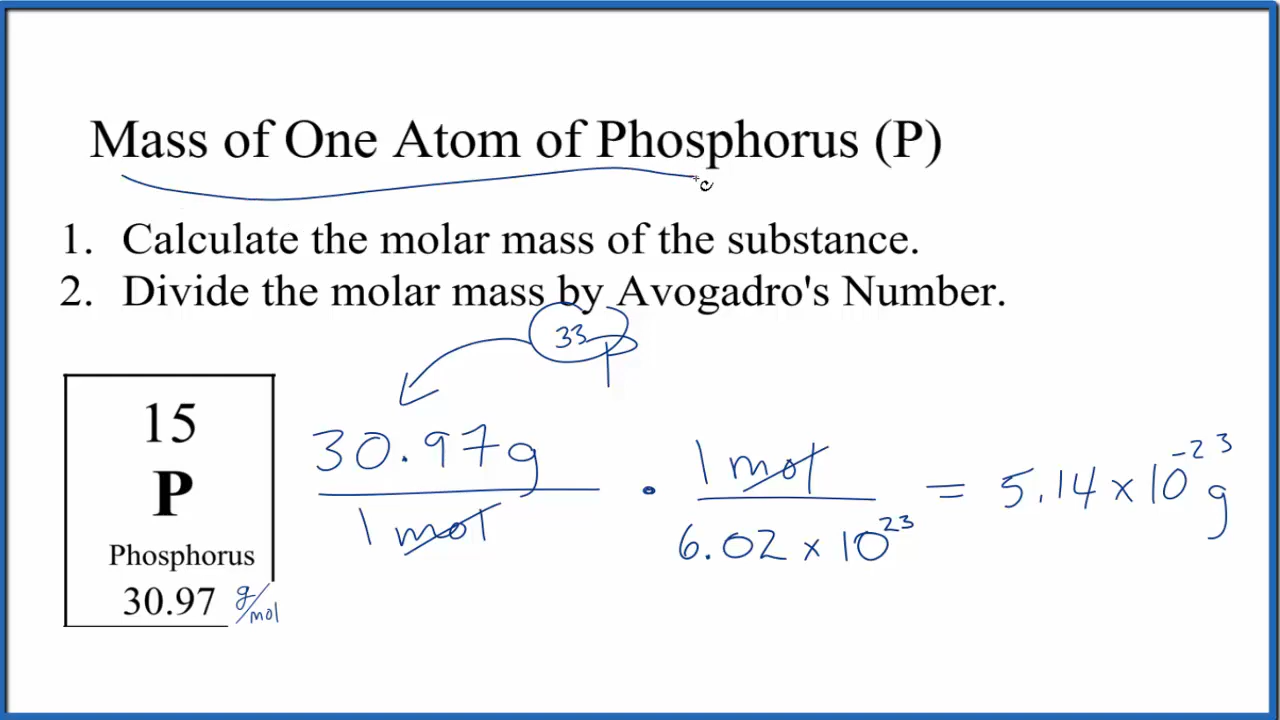 Mass of One Atom of Phosphorus (P)
1. Calculate the molar mass of the substance.
2. Divide the molar mass by Avogadro's Number.
33
P
15
P
Phosphorus
30.97 g/mol
30.97g / 1 mol · 1 mol / 6.02 x 10²³ = 5.14 x 10⁻²³ g